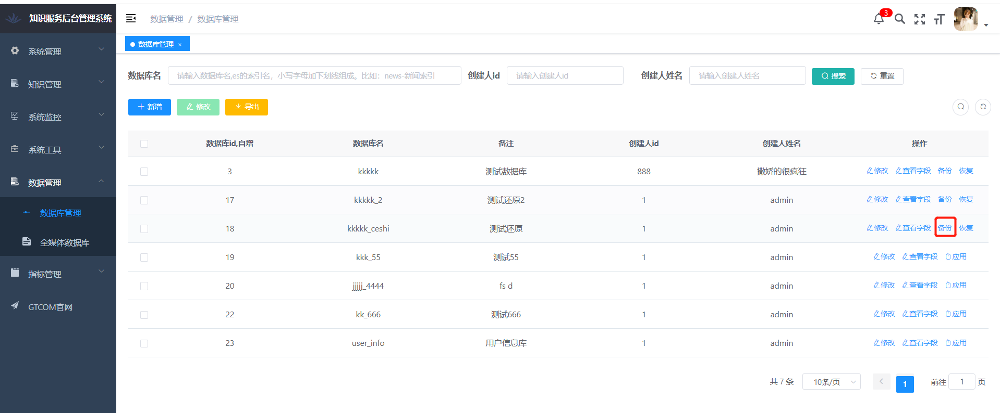 知识服务后台管理系统
数据管理 / 数据库管理
3
数据库管理 ×
系统管理
知识管理
系统监控
系统工具
数据管理
数据库管理
全媒体数据库
指标管理
GTCOM官网
数据库名 请输入数据库名,es的索引名，小写字母加下划线组成。比如：news-新闻索引 创建人id 请输入创建人id 创建人姓名 请输入创建人姓名 搜索 重置
新增 修改 导出
数据库id,自增 数据库名 备注 创建人id 创建人姓名 操作
3 kkkkk 测试数据库 888 撒娇的很疯狂 修改 查看字段 备份 恢复
17 kkkkk_2 测试还原2 1 admin 修改 查看字段 备份 恢复
18 kkkkk_ceshi 测试还原 1 admin 修改 查看字段 备份 恢复
19 kkk_55 测试55 1 admin 修改 查看字段 应用
20 jjjjj_4444 fs d 1 admin 修改 查看字段 应用
22 kk_666 测试666 1 admin 修改 查看字段 应用
23 user_info 用户信息库 1 admin 修改 查看字段 应用
共 7 条 10条/页 1 前往 1 页